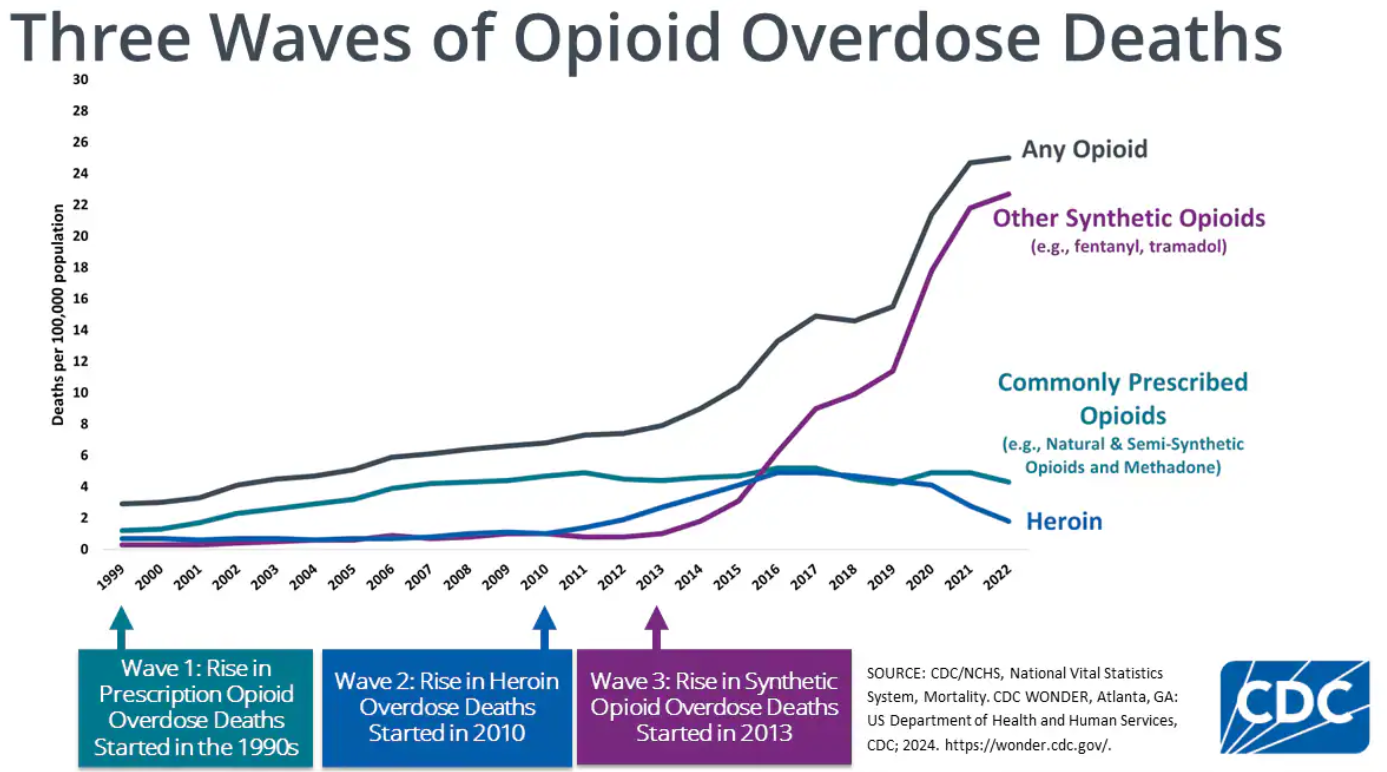 Three Waves of Opioid Overdose Deaths
30
28
26
24
22
20
18
16
14
12
10
8
6
4
2
0
Deaths per 100,000 population
Any Opioid
Other Synthetic Opioids
(e.g., fentanyl, tramadol)
Commonly Prescribed
Opioids
(e.g., Natural & Semi-Synthetic
Opioids and Methadone)
Heroin
1999
2000
2001
2002
2003
2004
2005
2006
2007
2008
2009
2010
2011
2012
2013
2014
2015
2016
2017
2018
2019
2020
2021
2022
Wave 1: Rise in
Prescription Opioid
Overdose Deaths
Started in the 1990s
Wave 2: Rise in Heroin
Overdose Deaths
Started in 2010
Wave 3: Rise in Synthetic
Opioid Overdose Deaths
Started in 2013
SOURCE: CDC/NCHS, National Vital Statistics
System, Mortality. CDC WONDER, Atlanta, GA:
US Department of Health and Human Services,
CDC; 2024. https://wonder.cdc.gov/.
CDC